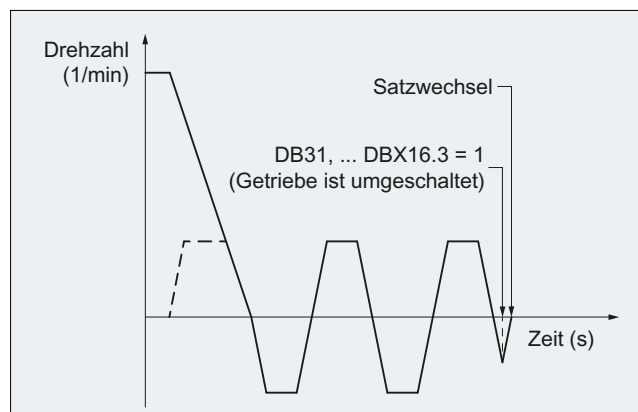 Drehzahl
(1/min)
Satzwechsel
DB31, ... DBX16.3 = 1
(Getriebe ist umgeschaltet)
Zeit (s)